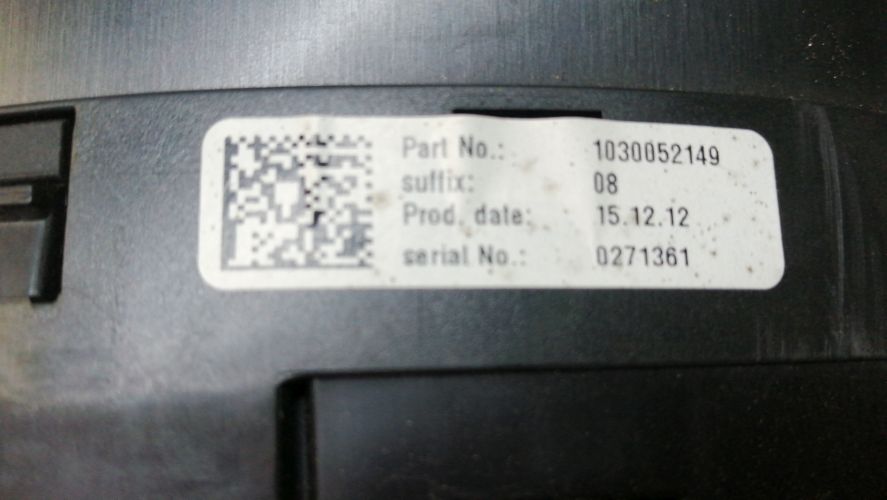 Part No.: 1030052149
suffix: 08
Prod. date: 15.12.12
serial No.: 0271361